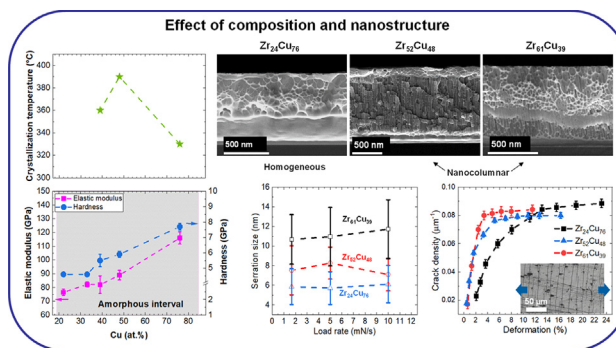 Effect of composition and nanostructure
Crystallization temperature (°C)
400
380
360
340
320
300
Zr24Cu76
Zr52Cu48
Zr61Cu39
500 nm
500 nm
500 nm
Homogeneous
Nanocolumnar
Elastic modulus (GPa)
150
140
130
120
110
100
90
80
70
60
50
Elastic modulus
Hardness
Amorphous interval
10
9
8
7
6
5
4
3
2
1
Hardness (GPa)
20 30 40 50 60 70 80 90
Cu (at.%)
Serration size (nm)
16
14
12
10
8
6
4
2
0
Zr61Cu39
Zr52Cu48
Zr24Cu76
0 2 4 6 8 10 12
Load rate (mN/s)
Crack density (µm-1)
0.10
0.08
0.06
0.04
0.02
Zr24Cu76
Zr52Cu48
Zr61Cu39
50 µm
0 2 4 6 8 10 12 14 16 18 20 22 24
Deformation (%)